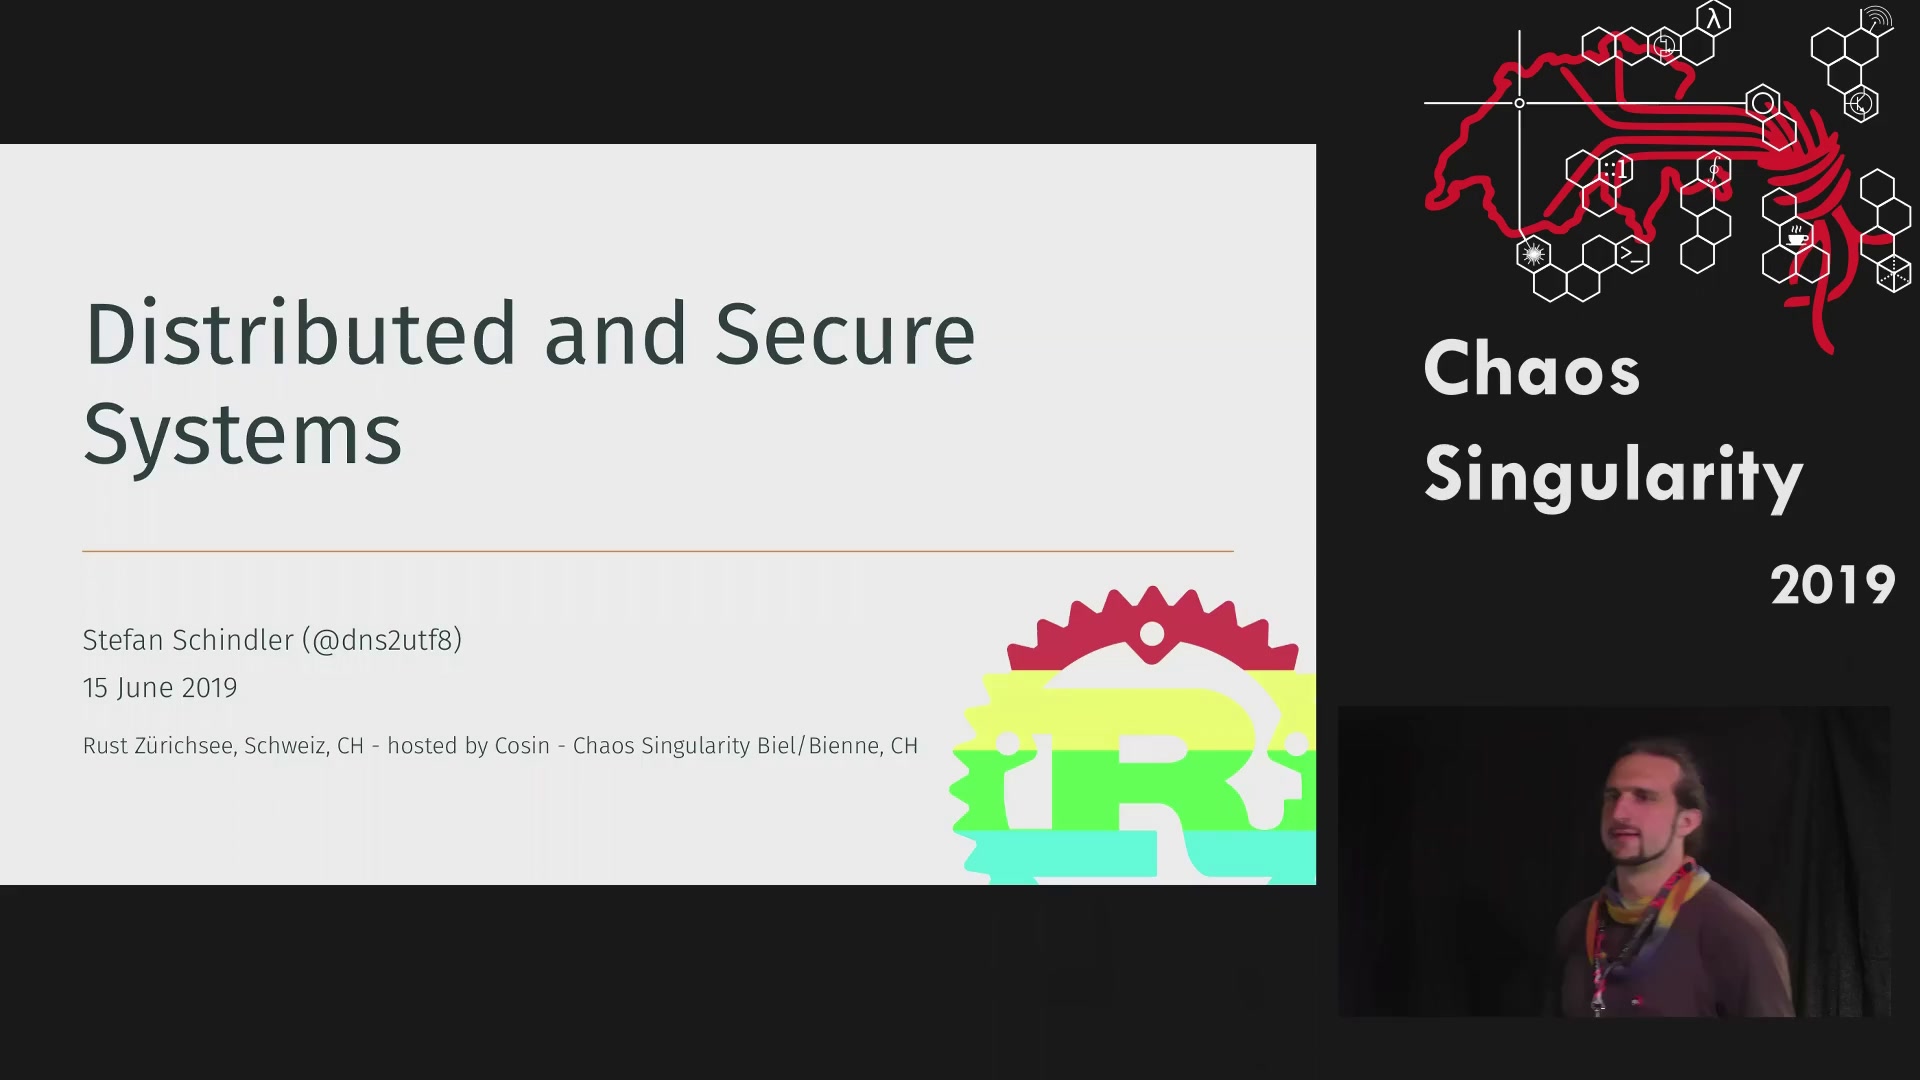 Distributed and Secure
Systems
Stefan Schindler (@dns2utf8)
15 June 2019
Rust Zürichsee, Schweiz, CH - hosted by Cosin - Chaos Singularity Biel/Bienne, CH
R
λ
::1
>_
Chaos
Singularity
2019